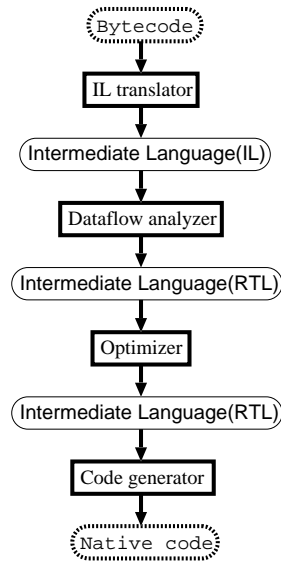 Bytecode
IL translator
Intermediate Language(IL)
Dataflow analyzer
Intermediate Language(RTL)
Optimizer
Intermediate Language(RTL)
Code generator
Native code